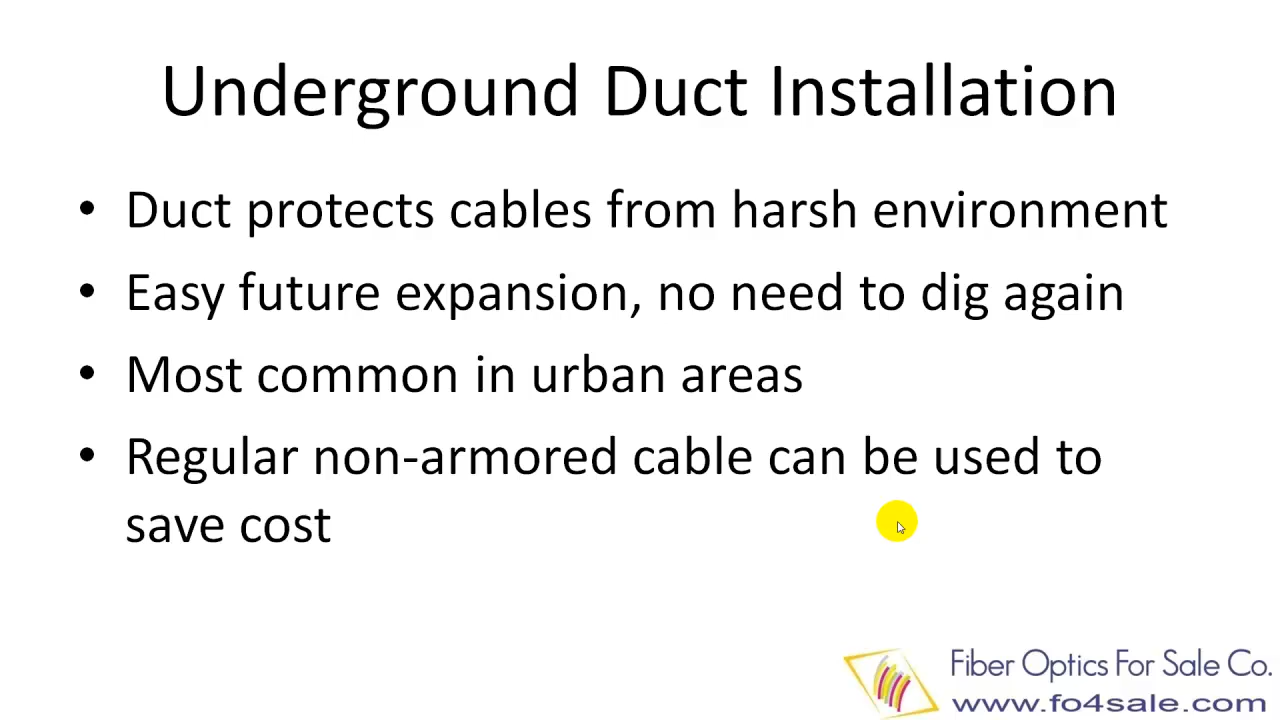 Underground Duct Installation
• Duct protects cables from harsh environment
• Easy future expansion, no need to dig again
• Most common in urban areas
• Regular non-armored cable can be used to
save cost
Fiber Optics For Sale Co.
www.fo4sale.com